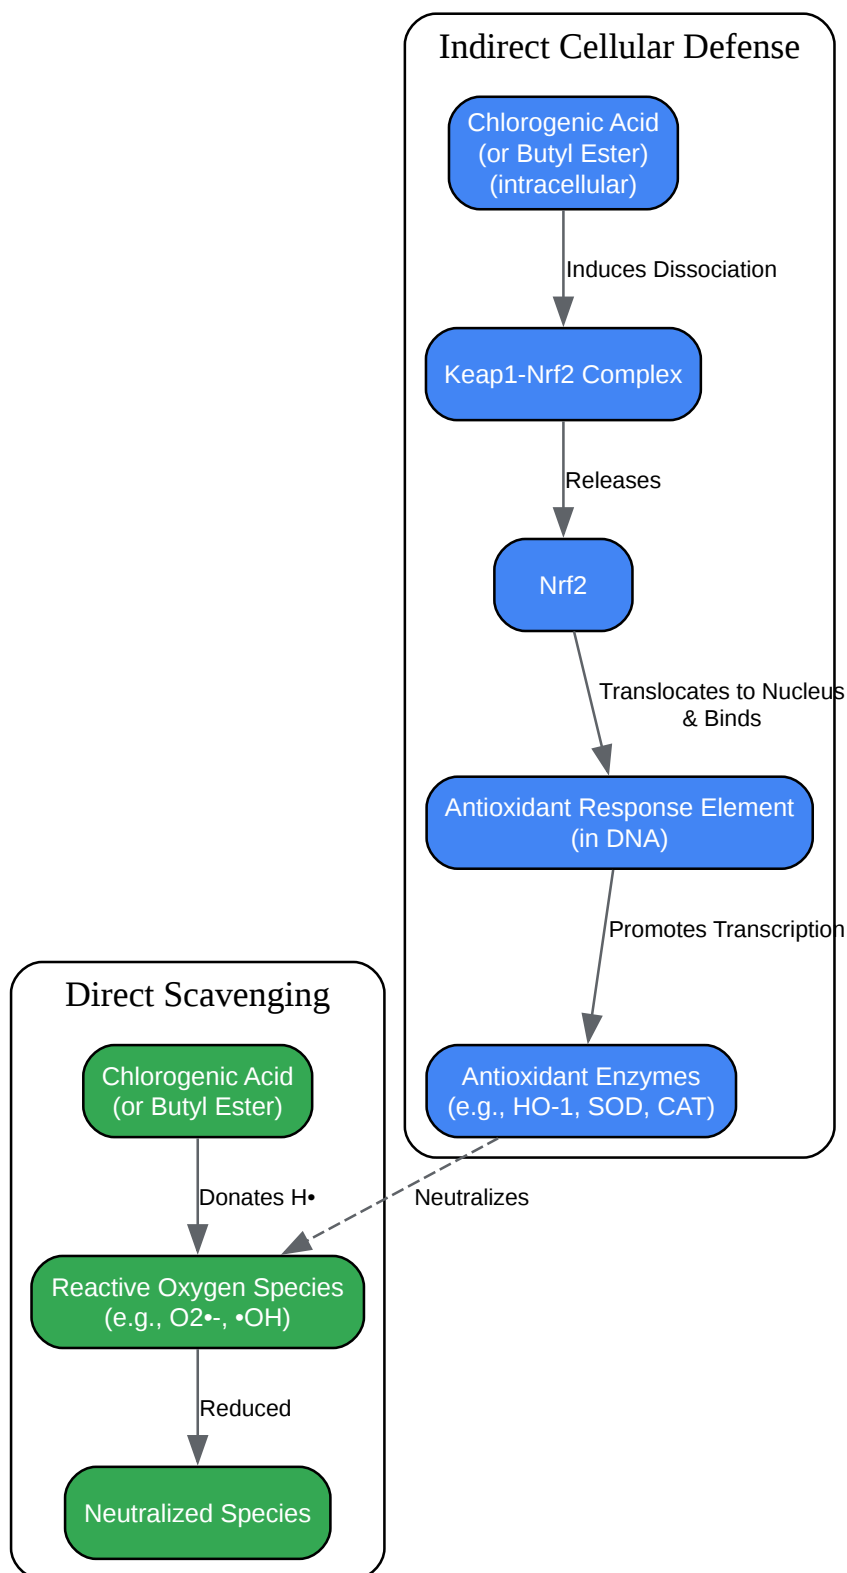 Indirect Cellular Defense
Chlorogenic Acid
(or Butyl Ester)
(intracellular)
Induces Dissociation
Keap1-Nrf2 Complex
Releases
Nrf2
Translocates to Nucleus
& Binds
Antioxidant Response Element
(in DNA)
Promotes Transcription
Antioxidant Enzymes
(e.g., HO-1, SOD, CAT)
Neutralizes
Direct Scavenging
Chlorogenic Acid
(or Butyl Ester)
Donates H•
Reactive Oxygen Species
(e.g., O2•-, •OH)
Reduced
Neutralized Species